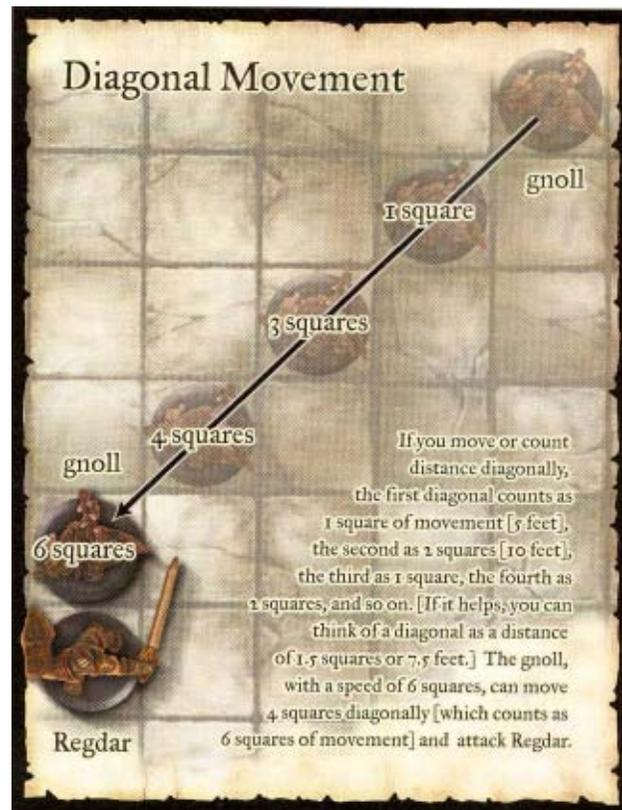 Diagonal Movement
gnoll
1 square
3 squares
4 squares
gnoll
6 squares
If you move or count
distance diagonally,
the first diagonal counts as
1 square of movement [5 feet],
the second as 2 squares [10 feet],
the third as 1 square, the fourth as
2 squares, and so on. [If it helps, you can
think of a diagonal as a distance
of 1.5 squares or 7.5 feet.] The gnoll,
with a speed of 6 squares, can move
4 squares diagonally [which counts as
6 squares of movement] and attack Regdar.
Regdar